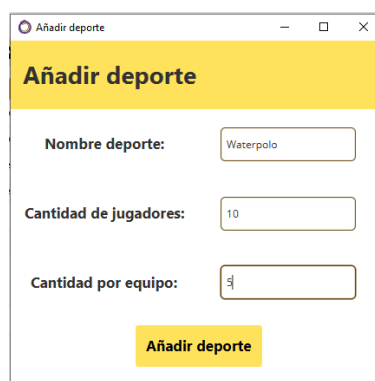 Añadir deporte
Añadir deporte
Nombre deporte:
Waterpolo
Cantidad de jugadores:
10
Cantidad por equipo:
5
Añadir deporte